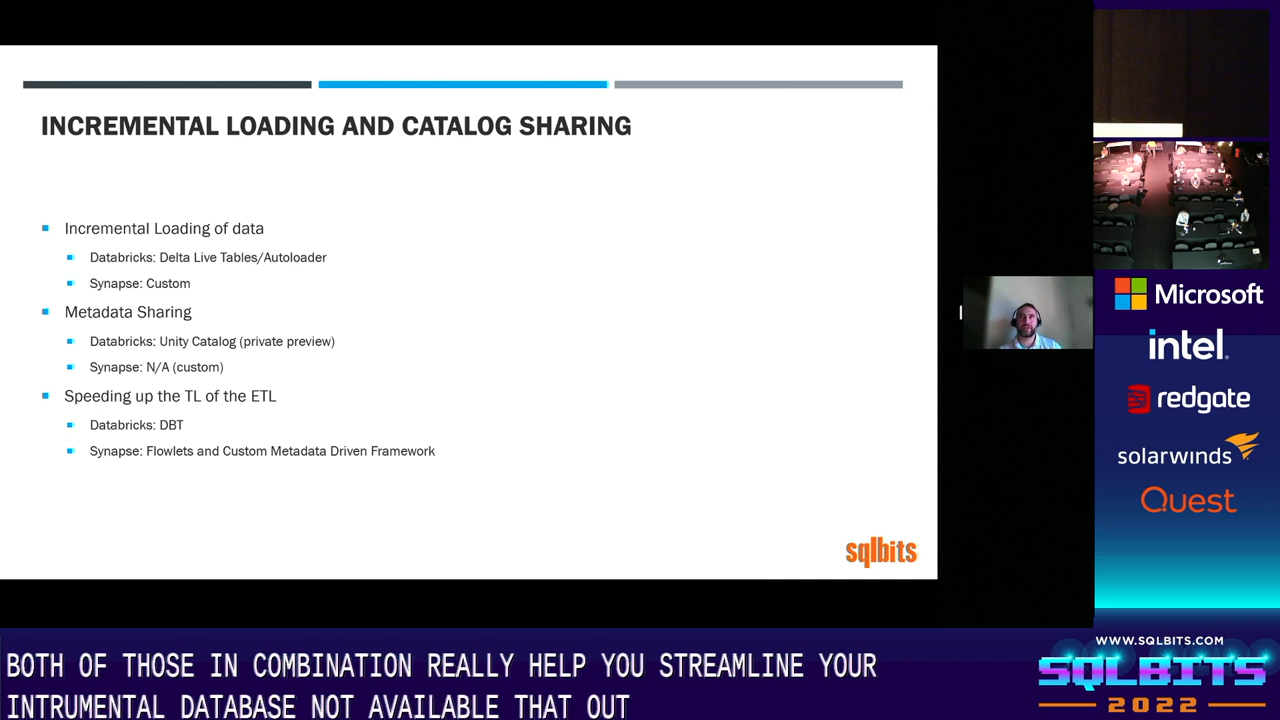 INCREMENTAL LOADING AND CATALOG SHARING
Incremental Loading of data
Databricks: Delta Live Tables/Autoloader
Synapse: Custom
Metadata Sharing
Databricks: Unity Catalog (private preview)
Synapse: N/A (custom)
Speeding up the TL of the ETL
Databricks: DBT
Synapse: Flowlets and Custom Metadata Driven Framework
sqlbits
Microsoft
intel.
redgate
solarwinds
Quest
WWW.SQLBITS.COM
SQLBITS
2022
BOTH OF THOSE IN COMBINATION REALLY HELP YOU STREAMLINE YOUR
INTRUMENTAL DATABASE NOT AVAILABLE THAT OUT